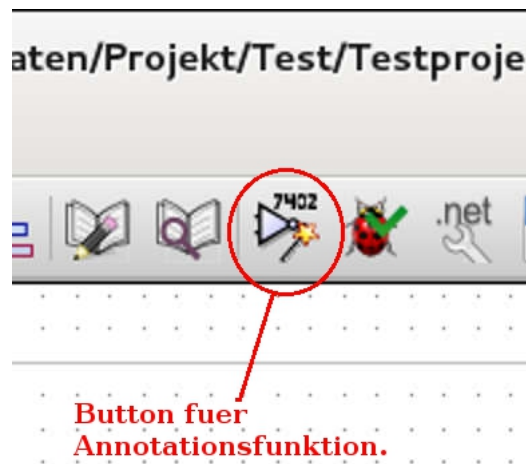 aten/Projekt/Test/Testproje
7402
.net
Button fuer
Annotationsfunktion.